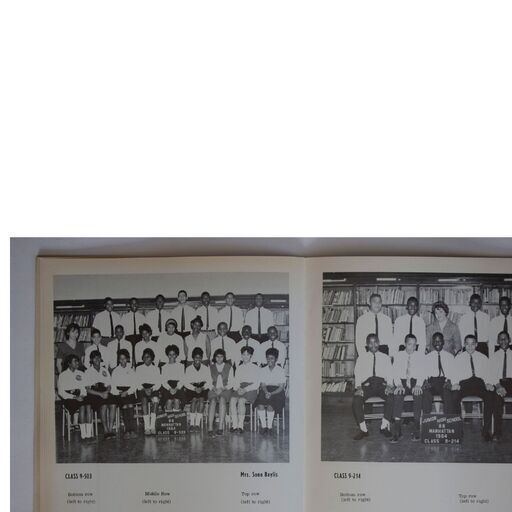 JUNIOR HIGH SCHOOL
88
MANHATTAN
1964
CLASS 9-214
CLASS 9-503
Mrs. Sona Baylis
Bottom row
(left to right)
Middle Row
(left to right)
Top row
(left to right)
CLASS 9-214
Bottom row
(left to right)
Top row
(left to right)